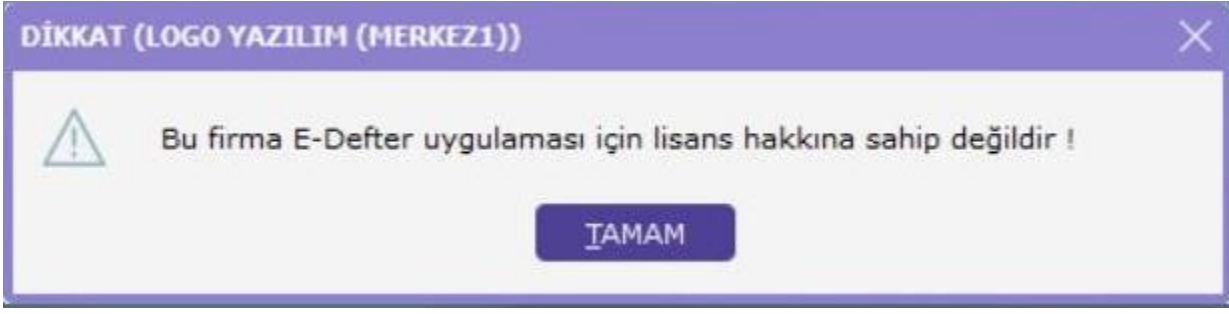 DİKKAT (LOGO YAZILIM (MERKEZ1))
Bu firma E-Defter uygulaması için lisans hakkına sahip değildir !
TAMAM